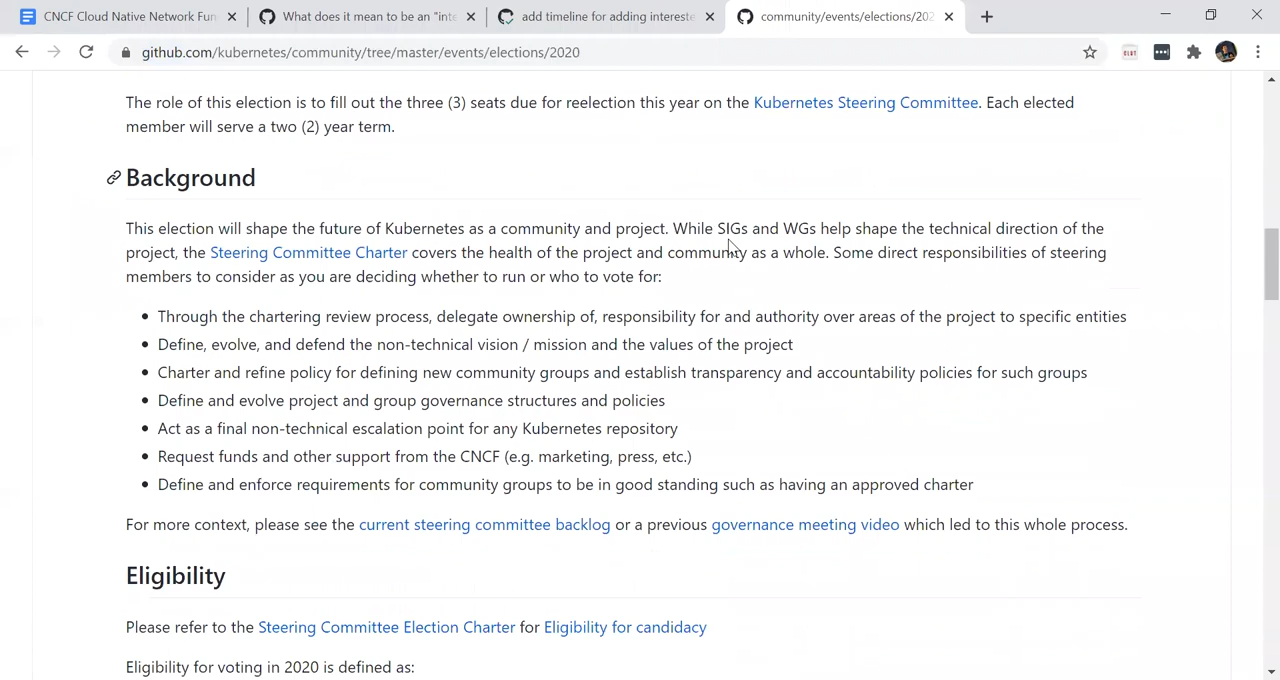 CNCF Cloud Native Network Fun
What does it mean to be an "inte
add timeline for adding intereste
community/events/elections/202
github.com/kubernetes/community/tree/master/events/elections/2020
The role of this election is to fill out the three (3) seats due for reelection this year on the Kubernetes Steering Committee. Each elected
member will serve a two (2) year term.
Background
This election will shape the future of Kubernetes as a community and project. While SIGs and WGs help shape the technical direction of the
project, the Steering Committee Charter covers the health of the project and community as a whole. Some direct responsibilities of steering
members to consider as you are deciding whether to run or who to vote for:
Through the chartering review process, delegate ownership of, responsibility for and authority over areas of the project to specific entities
Define, evolve, and defend the non-technical vision / mission and the values of the project
Charter and refine policy for defining new community groups and establish transparency and accountability policies for such groups
Define and evolve project and group governance structures and policies
Act as a final non-technical escalation point for any Kubernetes repository
Request funds and other support from the CNCF (e.g. marketing, press, etc.)
Define and enforce requirements for community groups to be in good standing such as having an approved charter
For more context, please see the current steering committee backlog or a previous governance meeting video which led to this whole process.
Eligibility
Please refer to the Steering Committee Election Charter for Eligibility for candidacy
Eligibility for voting in 2020 is defined as: